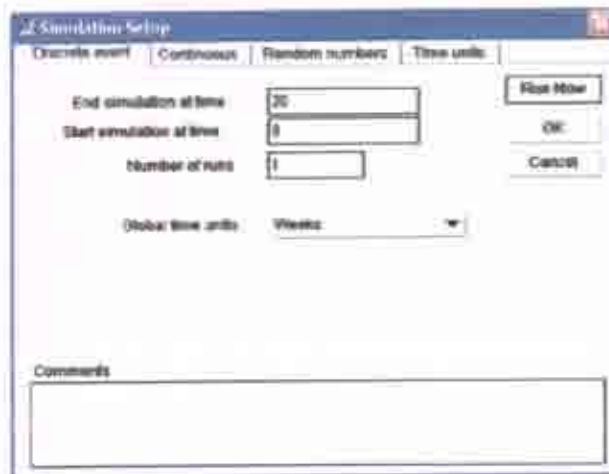 Simulation Setup
Discrete event Continuous Random numbers Time units
End simulation at time 20 Run Now
Start simulation at time 0 OK
Number of runs 1 Cancel
Global time units Weeks
Comments